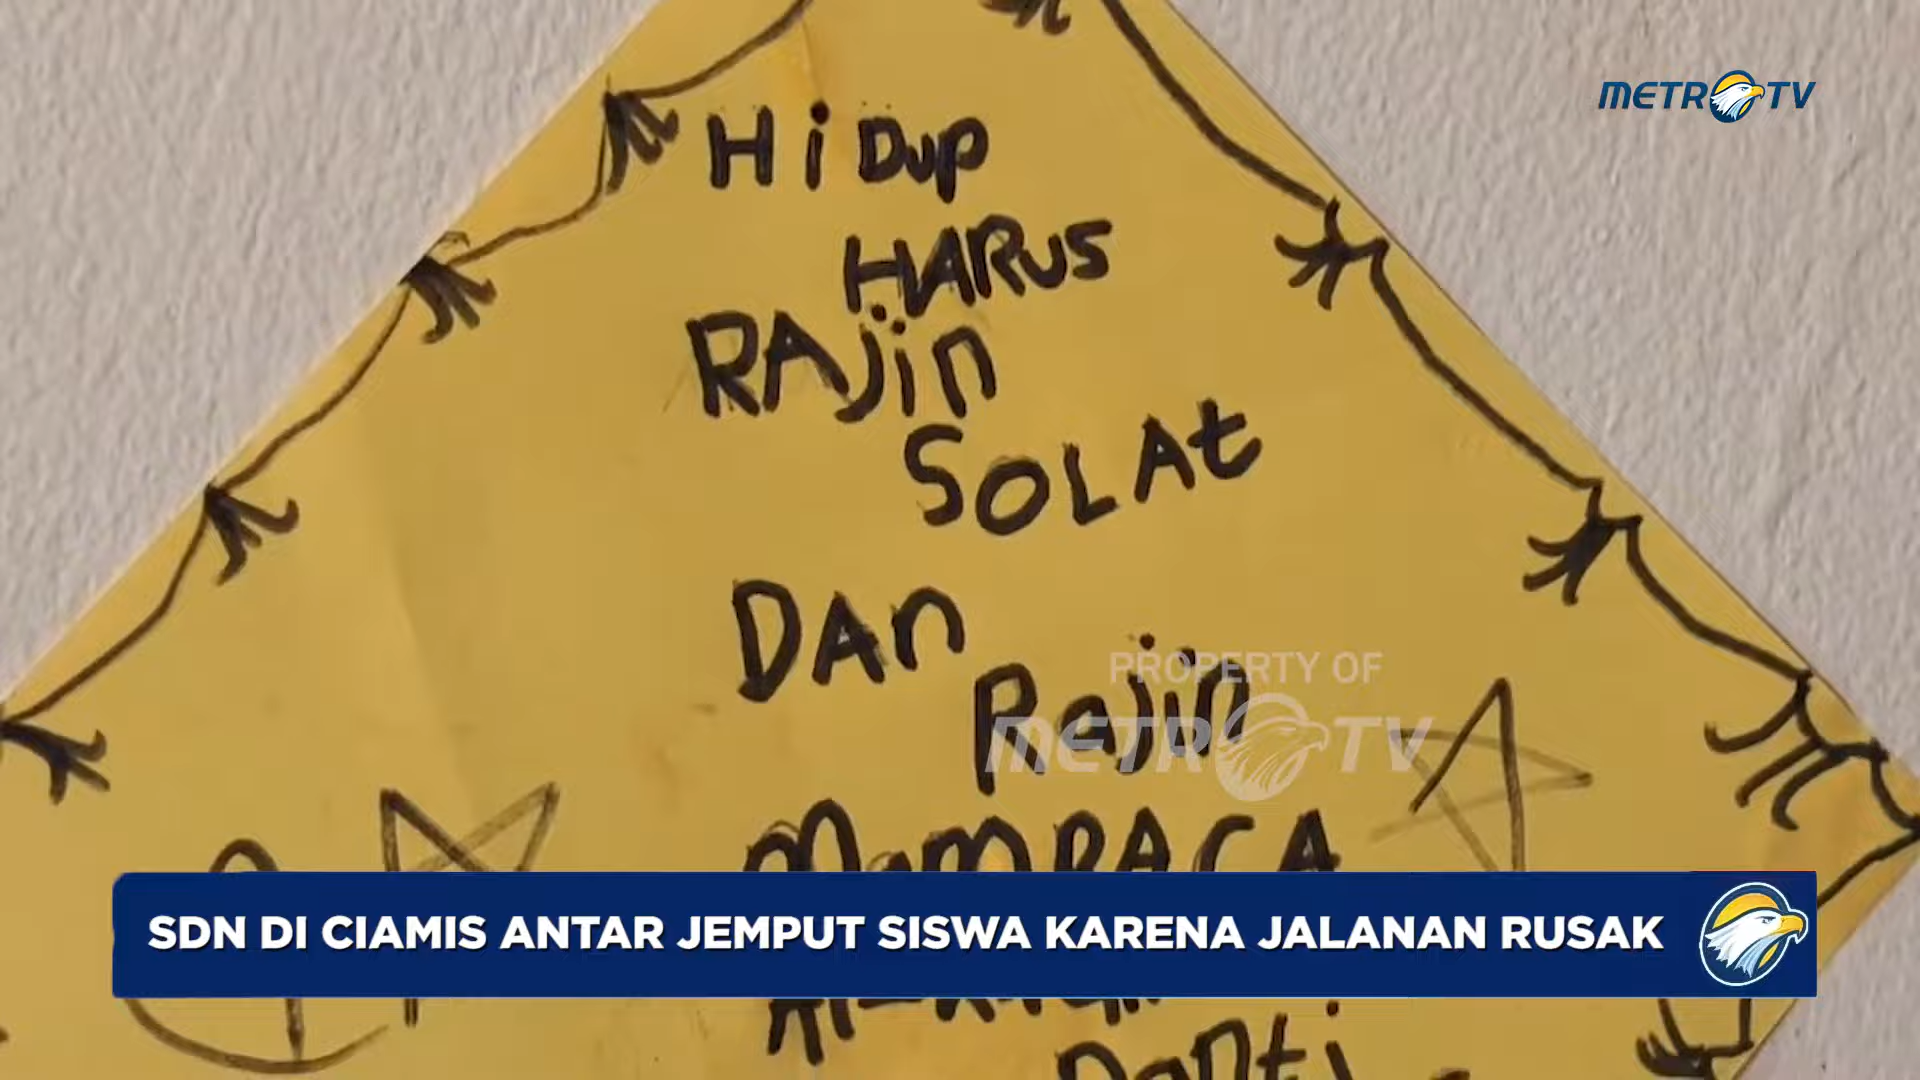 METRO TV
Hidup
HARUS
RAjin
SOLAt
DAn
Rajin
PROPERTY OF
METRO TV
MemBACA
SDN DI CIAMIS ANTAR JEMPUT SISWA KARENA JALANAN RUSAK